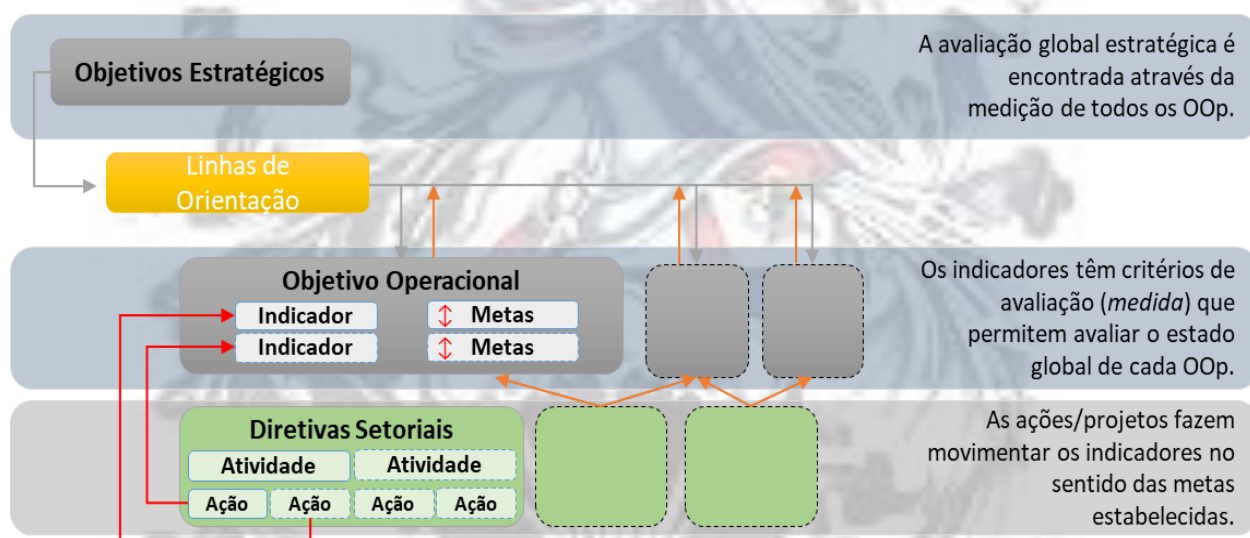 Objetivos Estratégicos
A avaliação global estratégica é
encontrada através da
medição de todos os OOp.
Linhas de
Orientação
Objetivo Operacional
Indicador
Metas
Indicador
Metas
Os indicadores têm critérios de
avaliação (medida) que
permitem avaliar o estado
global de cada OOp.
Diretivas Setoriais
Atividade
Atividade
Ação
Ação
Ação
Ação
As ações/projetos fazem
movimentar os indicadores no
sentido das metas
estabelecidas.